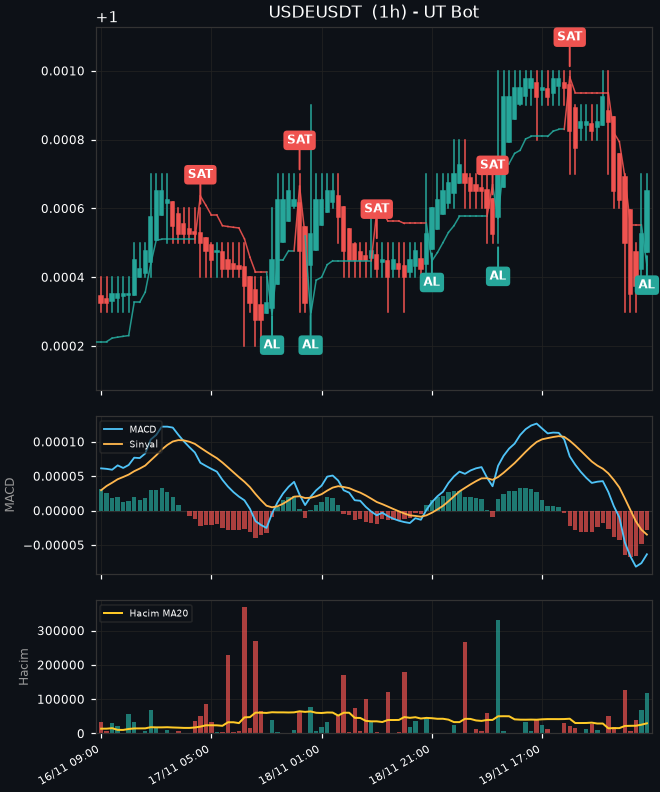 USDEUSDT (1h) - UT Bot
+1
0.0010
0.0008
0.0006
0.0004
0.0002
SAT
SAT
SAT
SAT
SAT
AL
AL
AL
AL
AL
MACD
Sinyal
0.00010
0.00005
0.00000
−0.00005
MACD
Hacim MA20
300000
200000
100000
0
Hacim
16/11 09:00
17/11 05:00
18/11 01:00
18/11 21:00
19/11 17:00